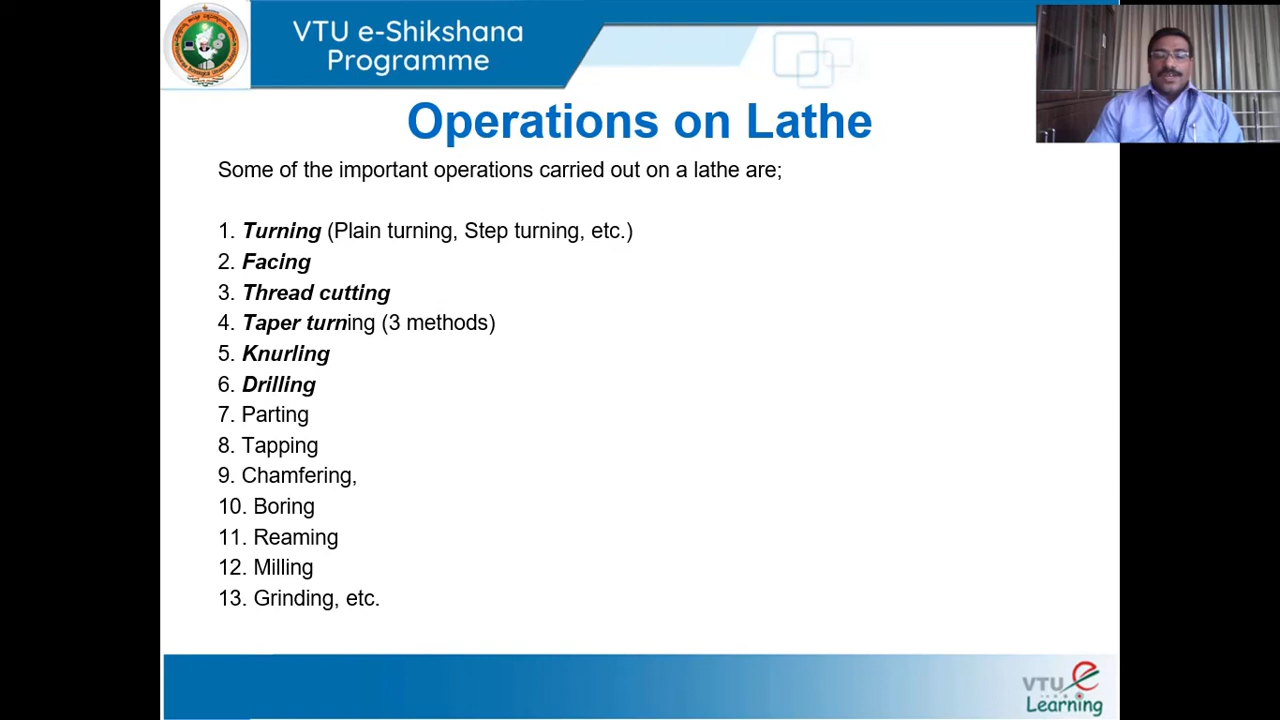 VTU e-Shikshana
Programme
Operations on Lathe
Some of the important operations carried out on a lathe are;
1. Turning (Plain turning, Step turning, etc.)
2. Facing
3. Thread cutting
4. Taper turning (3 methods)
5. Knurling
6. Drilling
7. Parting
8. Tapping
9. Chamfering,
10. Boring
11. Reaming
12. Milling
13. Grinding, etc.
VTU e
Learning